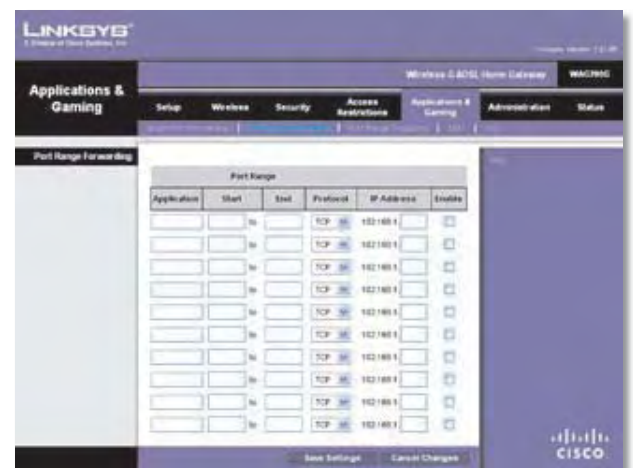 LINKSYS®
A Division of Cisco Systems, Inc.
Wireless-G ADSL Home Gateway
WAG200G
Applications & Gaming
Setup
Wireless
Security
Access Restrictions
Applications & Gaming
Administration
Status
Port Range Forwarding
Port Range
Application Start End Protocol IP Address Enable
to TCP 192.168.1.
to TCP 192.168.1.
to TCP 192.168.1.
to TCP 192.168.1.
to TCP 192.168.1.
to TCP 192.168.1.
to TCP 192.168.1.
to TCP 192.168.1.
to TCP 192.168.1.
to TCP 192.168.1.
Save Settings
Cancel Changes
CISCO